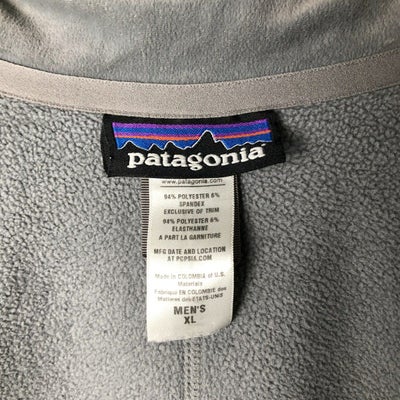 patagonia
www.patagonia.com
94% POLYESTER 6%
SPANDEX
EXCLUSIVE OF TRIM
94% POLYESTER 6%
ELASTHANNE
A PART LA GARNITURE
MFG DATE AND LOCATION
AT PCPSIA.COM
Made in COLOMBIA of U.S.
Materials
Fabriqué EN COLOMBIE des
Matières des ETATS-UNIS
MEN'S
XL